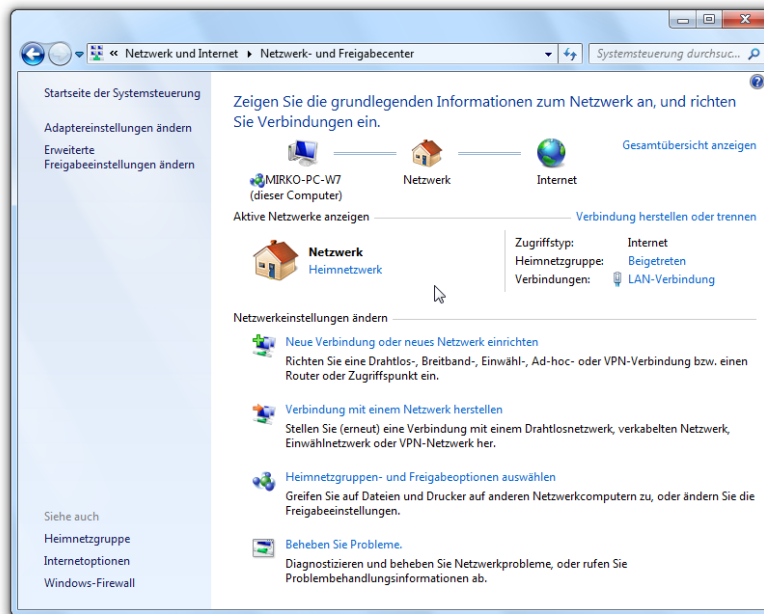 « Netzwerk und Internet ▸ Netzwerk- und Freigabecenter
Systemsteuerung durchsuc...
Startseite der Systemsteuerung
Adaptereinstellungen ändern
Erweiterte
Freigabeeinstellungen ändern
Zeigen Sie die grundlegenden Informationen zum Netzwerk an, und richten
Sie Verbindungen ein.
Gesamtübersicht anzeigen
MIRKO-PC-W7
(dieser Computer)
Netzwerk
Internet
Aktive Netzwerke anzeigen
Verbindung herstellen oder trennen
Netzwerk
Heimnetzwerk
Zugriffstyp: Internet
Heimnetzgruppe: Beigetreten
Verbindungen: LAN-Verbindung
Netzwerkeinstellungen ändern
Neue Verbindung oder neues Netzwerk einrichten
Richten Sie eine Drahtlos-, Breitband-, Einwähl-, Ad-hoc- oder VPN-Verbindung bzw. einen
Router oder Zugriffspunkt ein.
Verbindung mit einem Netzwerk herstellen
Stellen Sie (erneut) eine Verbindung mit einem Drahtlosnetzwerk, verkabelten Netzwerk,
Einwählnetzwerk oder VPN-Netzwerk her.
Heimnetzgruppen- und Freigabeoptionen auswählen
Greifen Sie auf Dateien und Drucker auf anderen Netzwerkcomputern zu, oder ändern Sie die
Freigabeeinstellungen.
Beheben Sie Probleme.
Diagnostizieren und beheben Sie Netzwerkprobleme, oder rufen Sie
Problembehandlungsinformationen ab.
Siehe auch
Heimnetzgruppe
Internetoptionen
Windows-Firewall